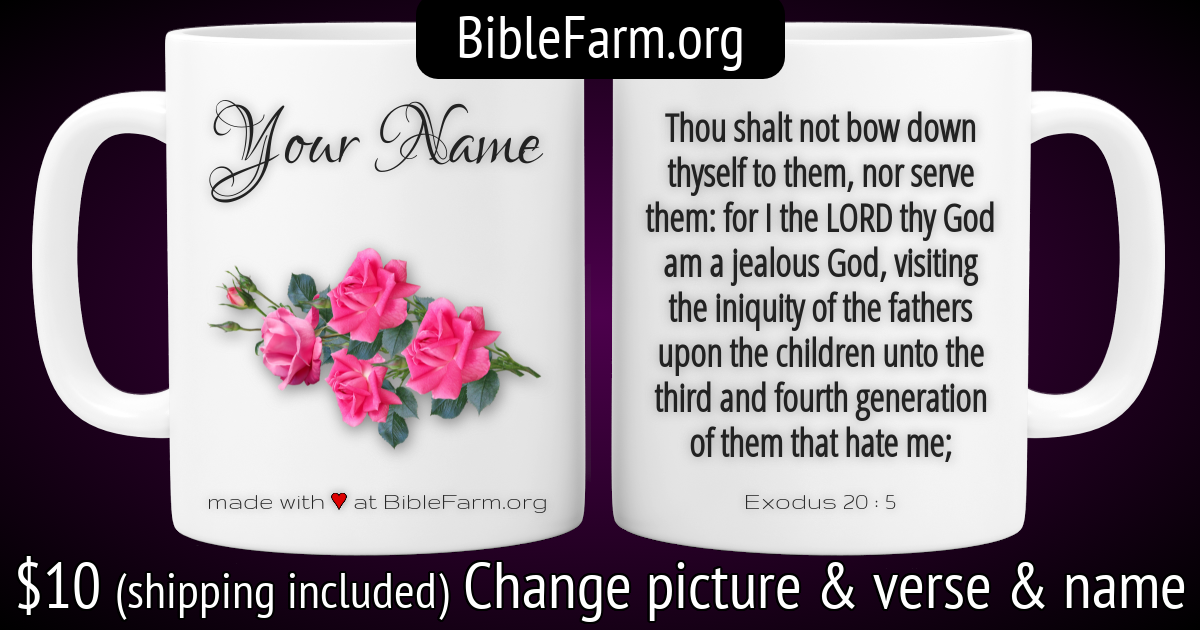 BibleFarm.org
Your Name
made with ♥ at BibleFarm.org
Thou shalt not bow down
thyself to them, nor serve
them: for I the LORD thy God
am a jealous God, visiting
the iniquity of the fathers
upon the children unto the
third and fourth generation
of them that hate me;
Exodus 20 : 5
$10 (shipping included) Change picture & verse & name